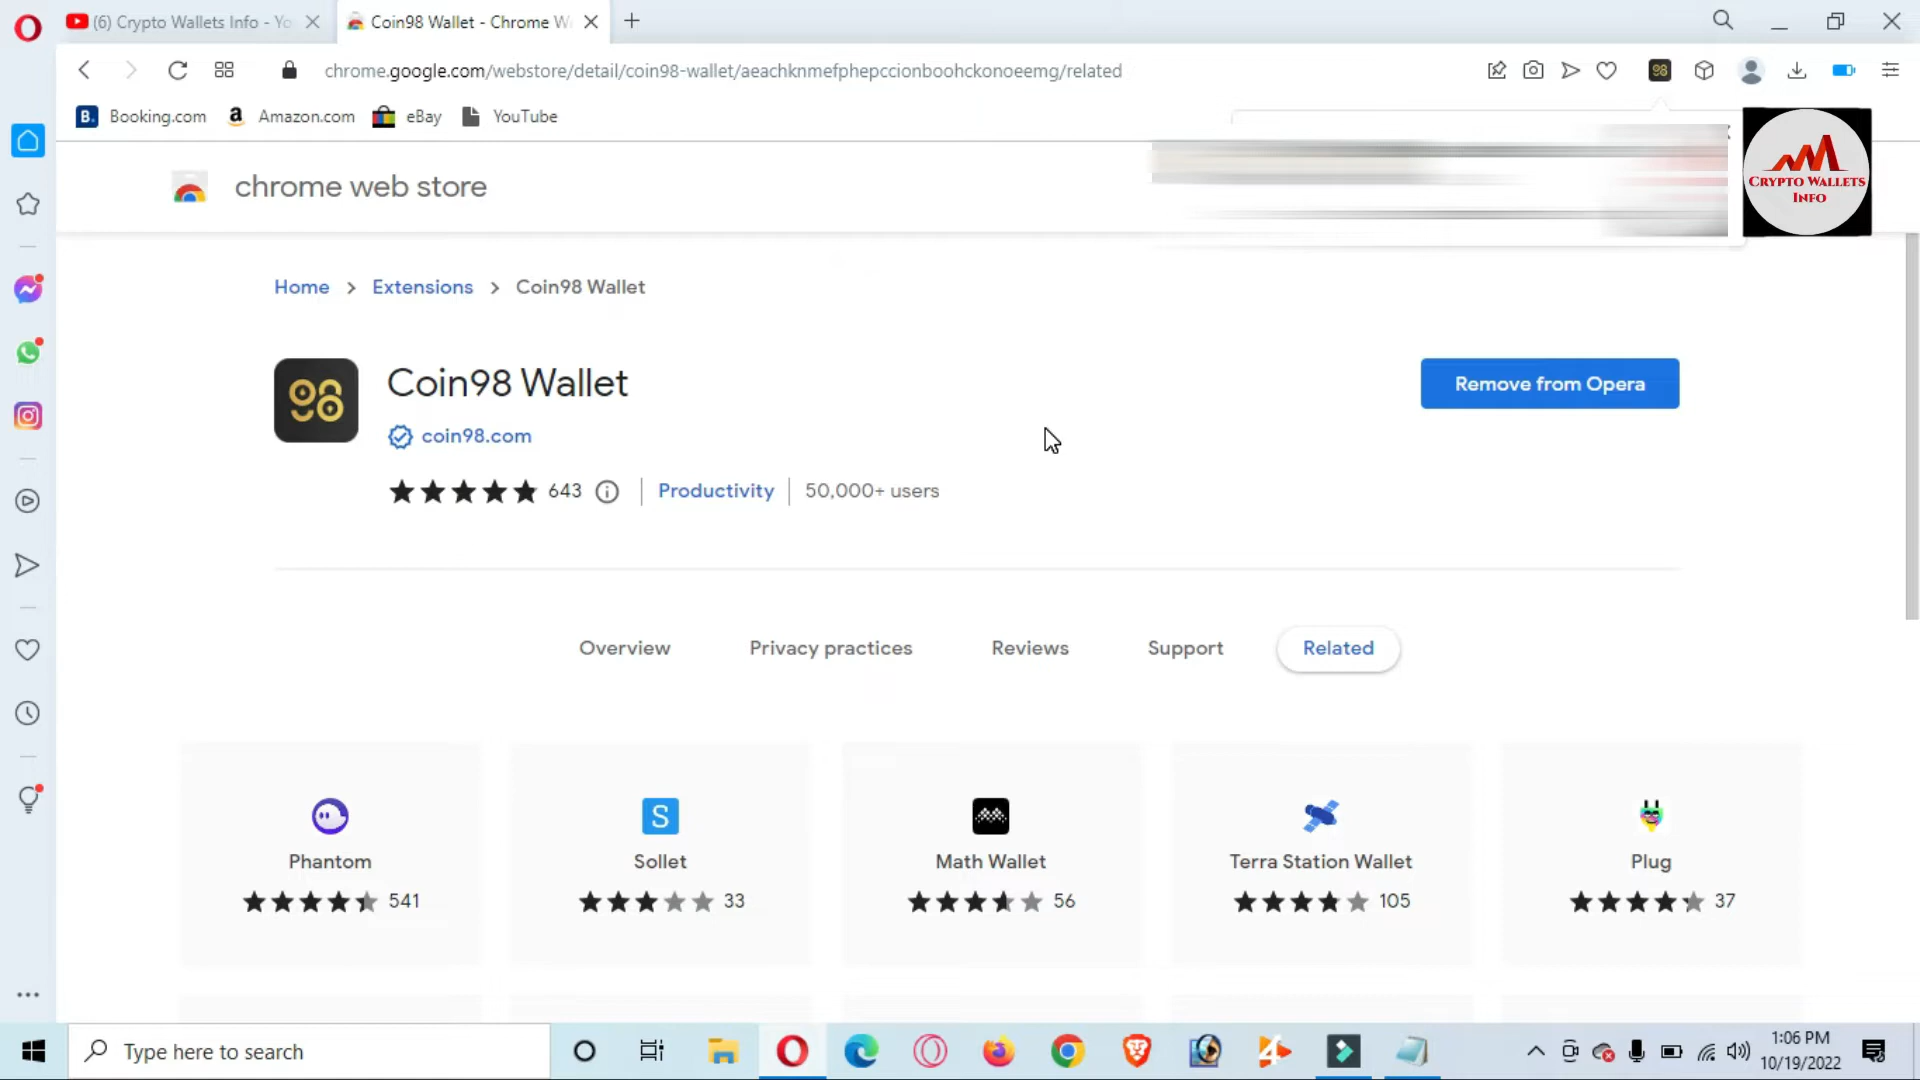 (6) Crypto Wallets Info - Yo
Coin98 Wallet - Chrome W
chrome.google.com/webstore/detail/coin98-wallet/aeachknmefphepccionboohckonoeemg/related
98
B. Booking.com
a Amazon.com
eBay
YouTube
CRYPTO WALLETS
INFO
chrome web store
Home > Extensions > Coin98 Wallet
98
Coin98 Wallet
Remove from Opera
coin98.com
643
Productivity
50,000+ users
Overview
Privacy practices
Reviews
Support
Related
S
Phantom
Sollet
Math Wallet
Terra Station Wallet
Plug
541
33
56
105
37
Type here to search
1:06 PM
10/19/2022